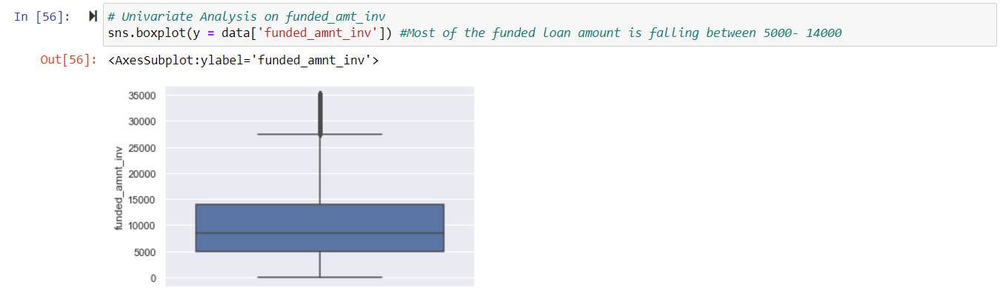 In [56]:
# Univariate Analysis on funded_amt_inv
sns.boxplot(y = data['funded_amnt_inv']) #Most of the funded loan amount is falling between 5000- 14000
Out[56]: <AxesSubplot:ylabel='funded_amnt_inv'>
35000
30000
25000
20000
15000
10000
5000
0
funded_amnt_inv